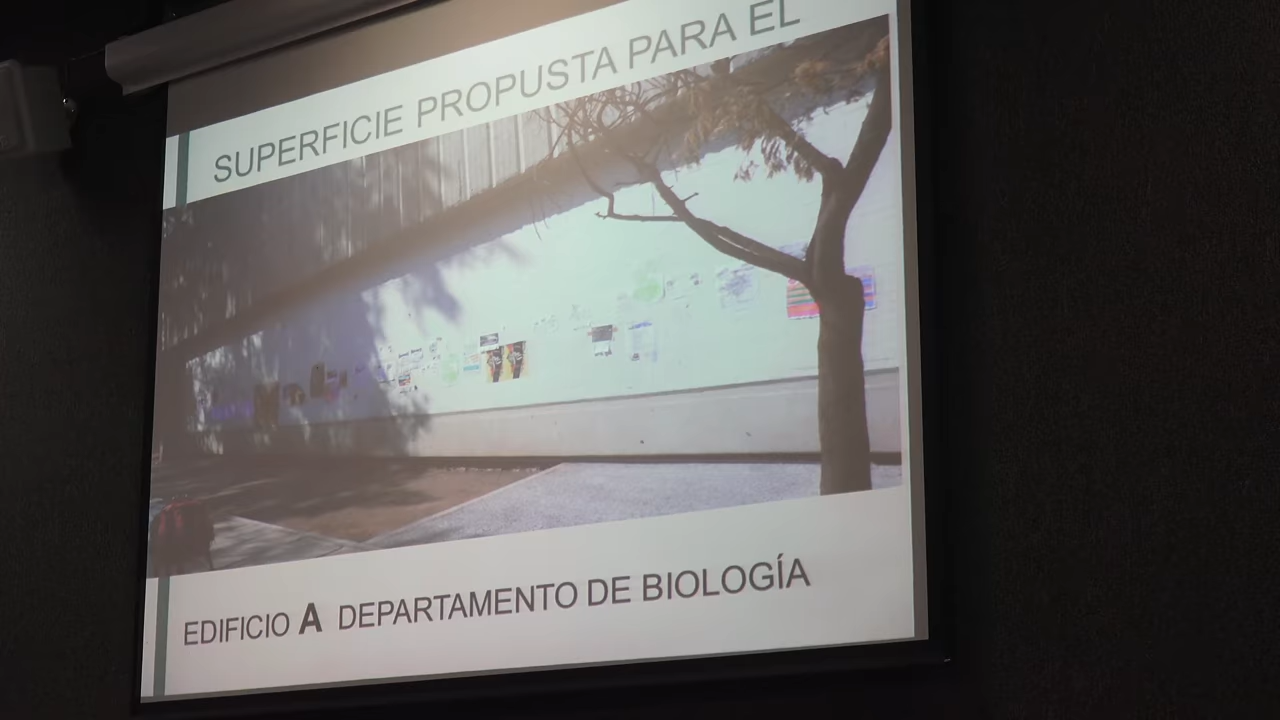 SUPERFICIE PROPUSTA PARA EL
EDIFICIO A DEPARTAMENTO DE BIOLOGÍA